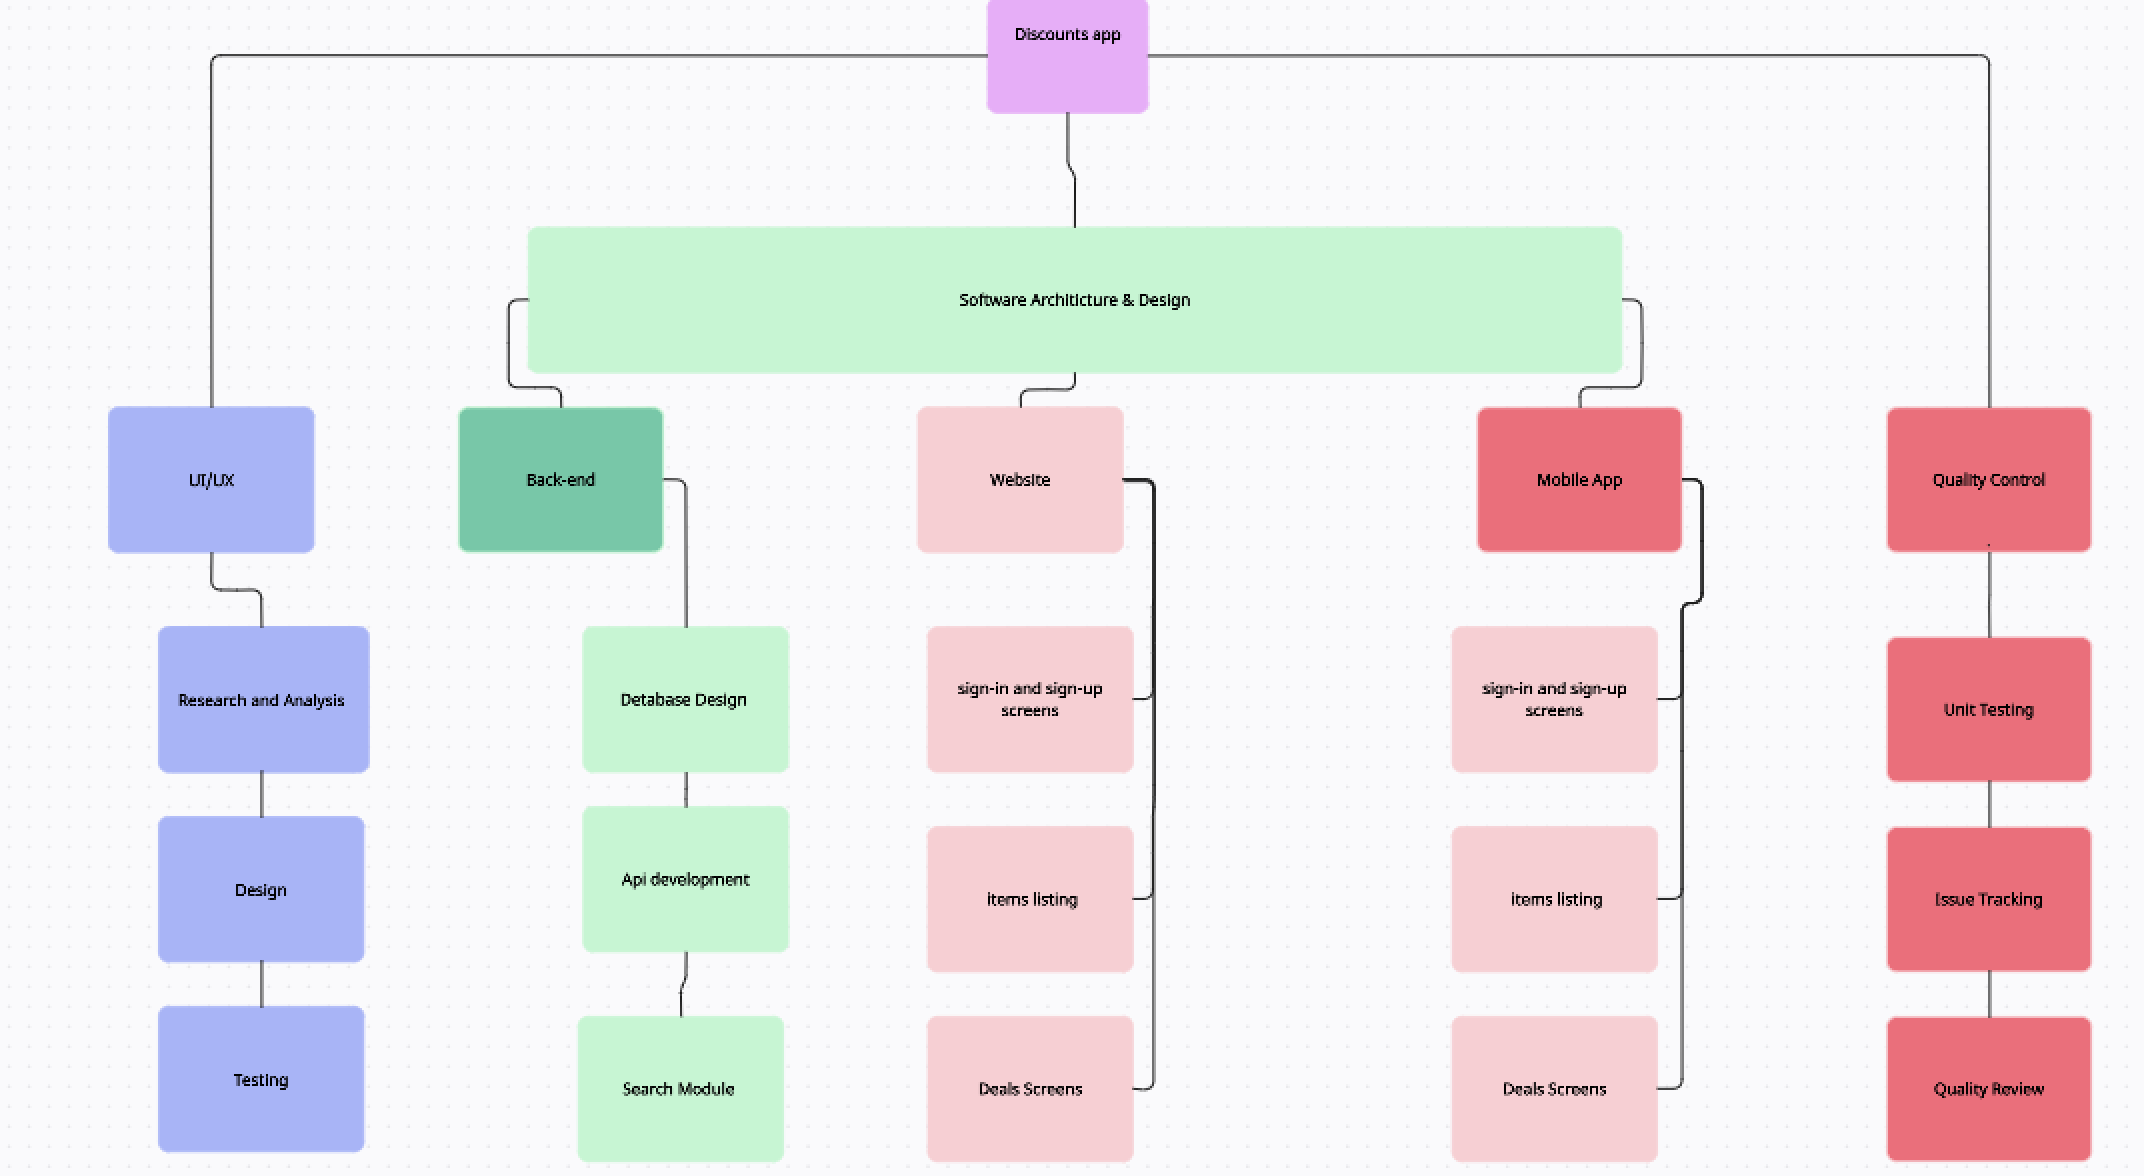 Discounts app
Software Architicture & Design
UI/UX
Back-end
Website
Mobile App
Quality Control
Research and Analysis
Detabase Design
sign-in and sign-up
screens
sign-in and sign-up
screens
Unit Testing
Design
Api development
items listing
items listing
Issue Tracking
Testing
Search Module
Deals Screens
Deals Screens
Quality Review